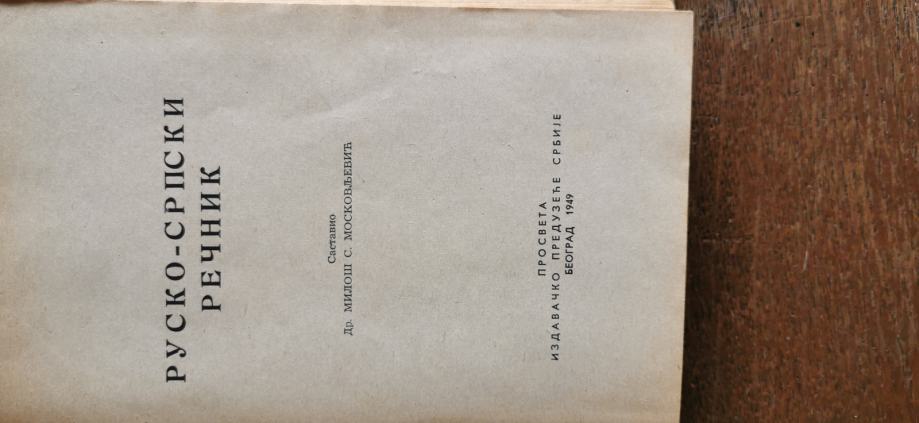 РУСКО-СРПСКИ
РЕЧНИК
Саставио
Др. МИЛОШ С. МОСКОВЉЕВИЋ
ПРОСВЕТА
ИЗДАВАЧКО ПРЕДУЗЕЋЕ СРБИЈЕ
БЕОГРАД 1949